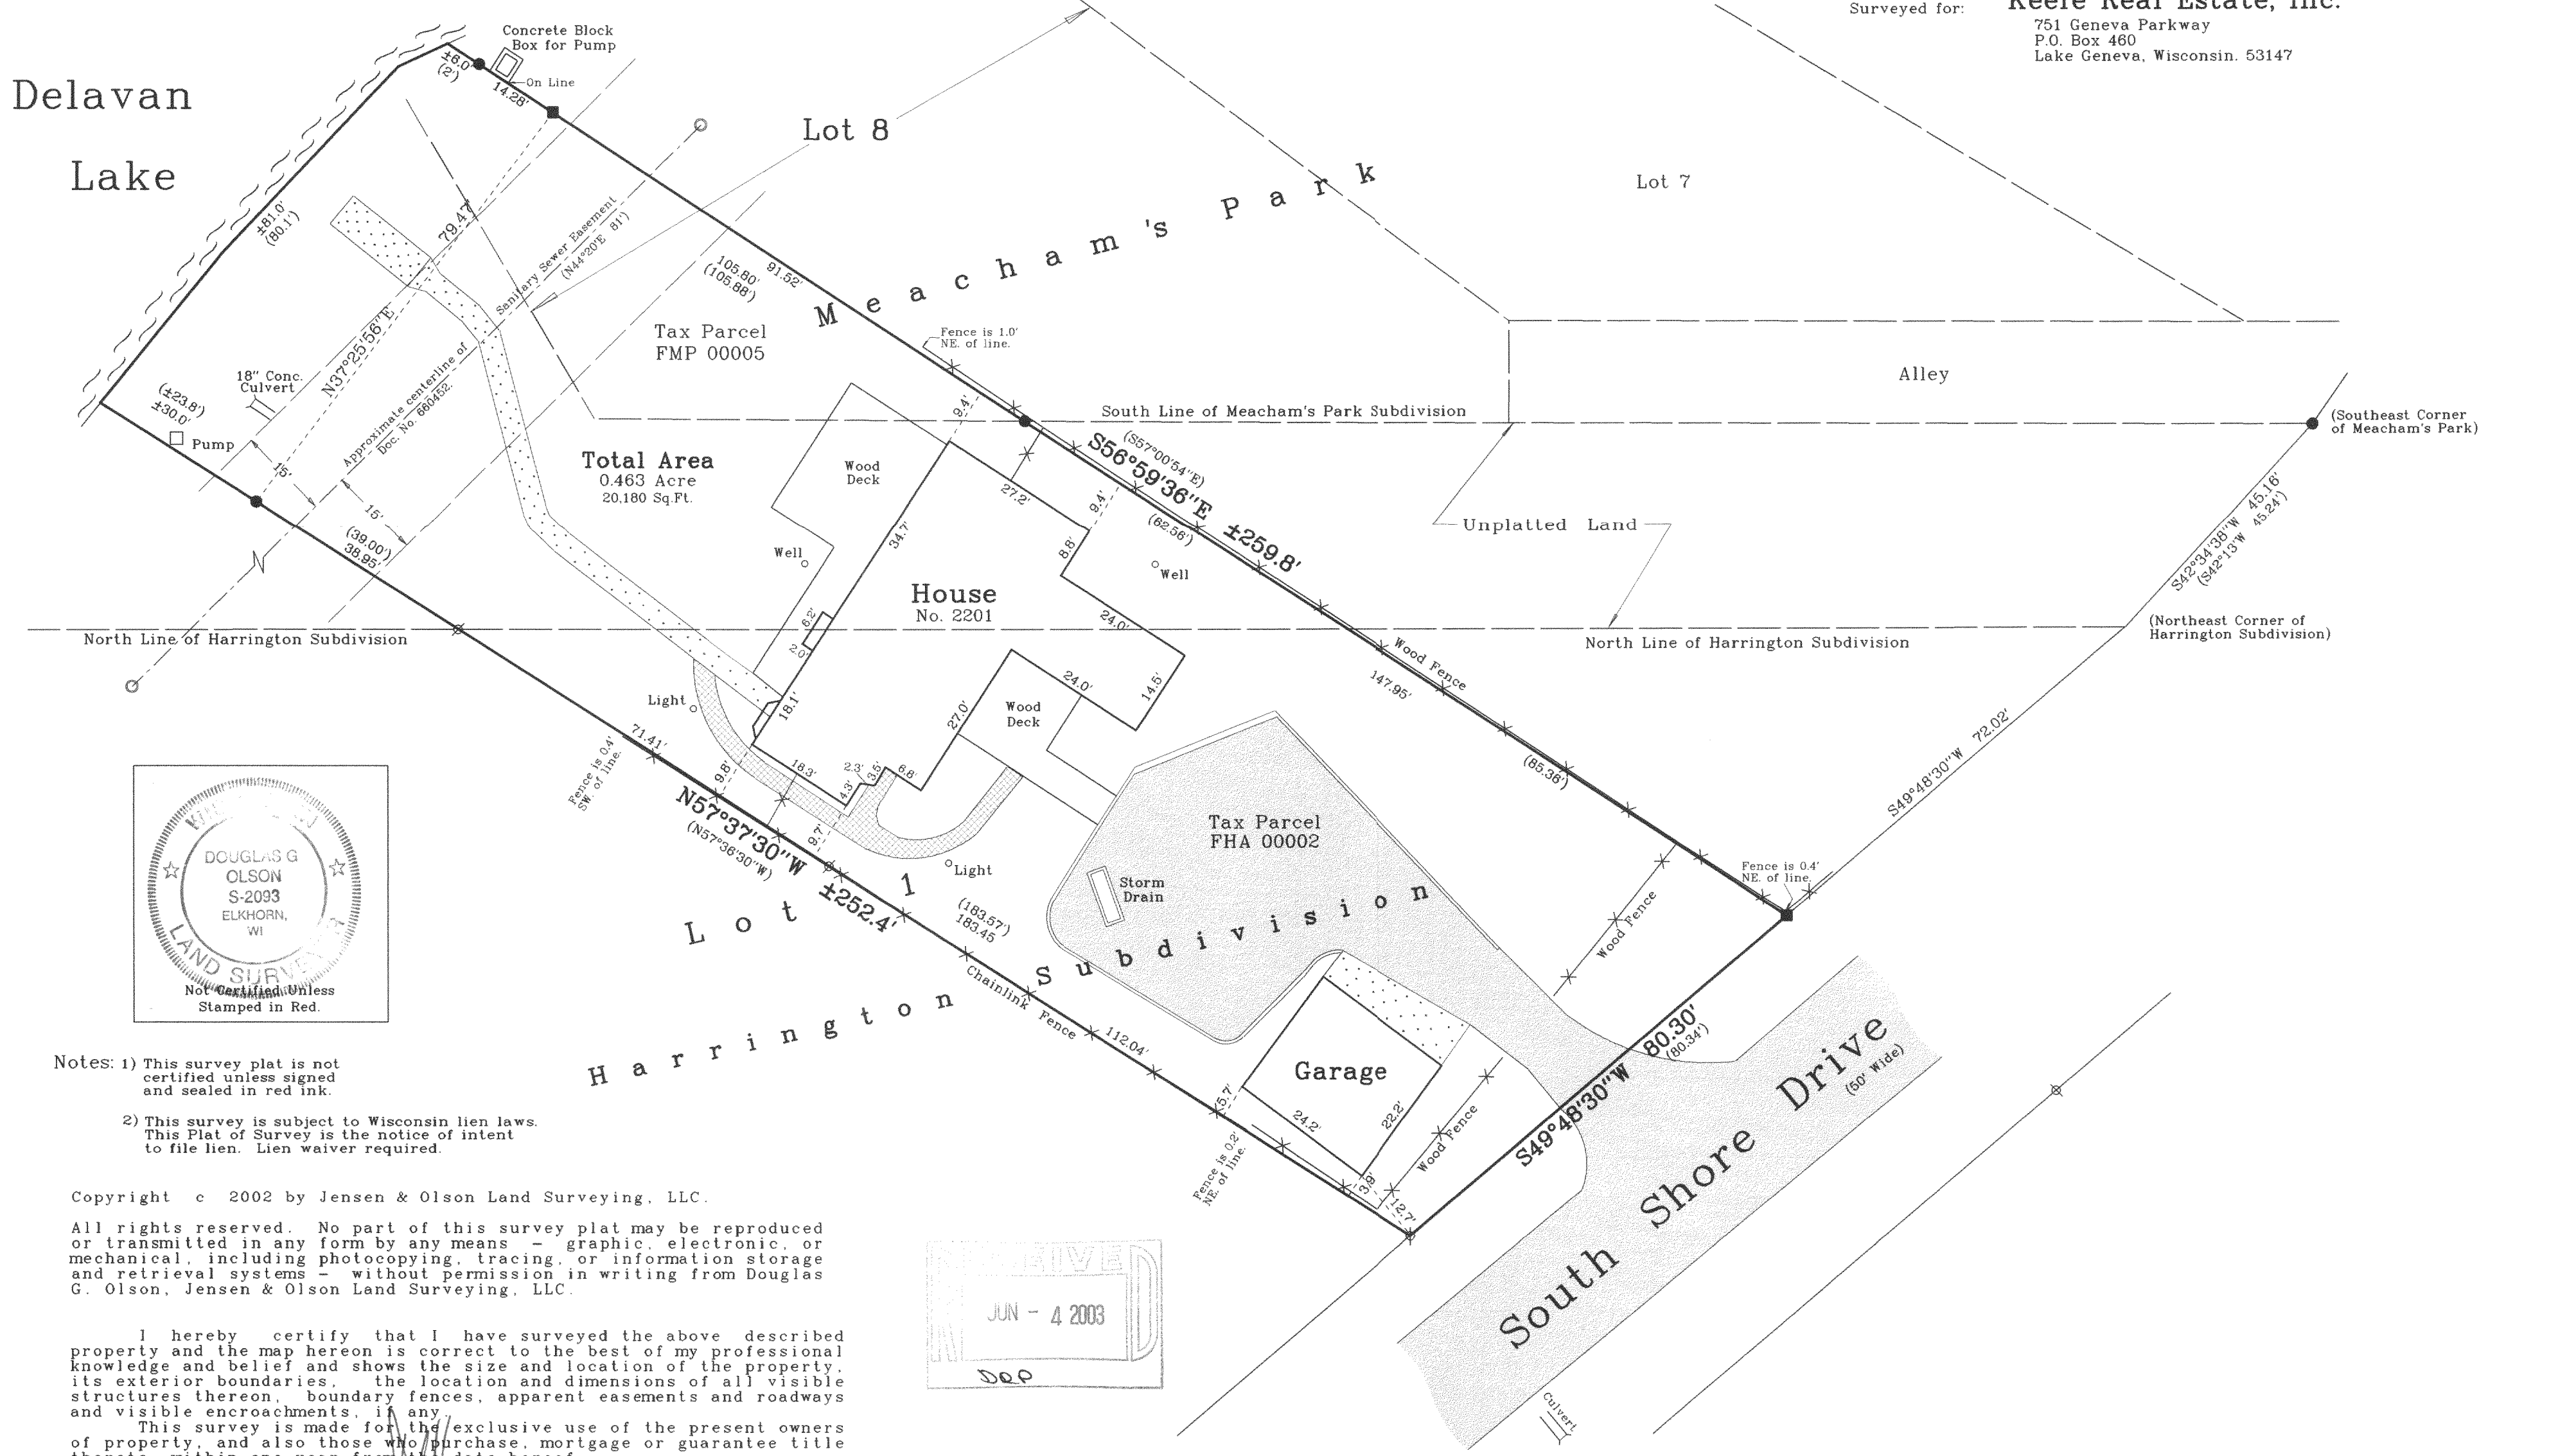 Surveyed for:
Keefe Real Estate, Inc.
751 Geneva Parkway
P.O. Box 460
Lake Geneva, Wisconsin. 53147
Concrete Block
Box for Pump
±6.0'
(2')
On Line
14.28'
Delavan
Lake
Lot 8
Lot 7
Meacham's Park
±81.0'
(80.1')
79.47'
N37°25'56"E
Sanitary Sewer Easement
(N44°20'E 81')
Approximate centerline of
Doc. No. 660452.
105.80'
(105.88')
91.52'
Tax Parcel
FMP 00005
Fence is 1.0'
NE. of line.
Alley
18" Conc.
Culvert
(±23.8')
±30.0'
Pump
15'
15'
(39.00')
38.95'
N
9.4'
South Line of Meacham's Park Subdivision
(Southeast Corner
of Meacham's Park)
Total Area
0.463 Acre
20,180 Sq.Ft.
Wood
Deck
27.2'
34.7'
9.4'
8.8'
(S57°00'54"E)
S56°59'36"E ±259.8'
(62.56')
Unplatted Land
S42°34'38"W 45.16'
(S42°13'W 45.24')
Well
Well
House
No. 2201
24.0'
6.2'
2.0'
North Line of Harrington Subdivision
North Line of Harrington Subdivision
(Northeast Corner of
Harrington Subdivision)
Wood Fence
147.95'
Light
18.1'
24.0'
14.5'
27.0'
Wood
Deck
71.41'
Fence is 0.4'
SW. of line.
9.8'
18.3'
2.3'
3.5'
6.8'
4.3'
9.7'
(85.38')
S49°48'30"W 72.02'
N57°37'30"W ±252.4'
(N57°36'30"W)
Tax Parcel
FHA 00002
Light
Storm
Drain
Fence is 0.4'
NE. of line.
Wood Fence
Lot 1
(183.57')
183.45
Harrington Subdivision
Chainlink Fence
112.04'
DOUGLAS G
OLSON
S-2093
ELKHORN,
WI
LAND SURVEYOR
Not Certified Unless
Stamped in Red.
Garage
5.7'
24.2'
22.2'
Wood Fence
Fence is 0.2'
NE. of line.
3.9'
12.7'
S49°48'30"W 80.30'
(80.34')
South Shore Drive
(50' Wide)
Culvert
Notes: 1) This survey plat is not
certified unless signed
and sealed in red ink.
2) This survey is subject to Wisconsin lien laws.
This Plat of Survey is the notice of intent
to file lien. Lien waiver required.
Copyright c 2002 by Jensen & Olson Land Surveying, LLC.
All rights reserved. No part of this survey plat may be reproduced
or transmitted in any form by any means – graphic, electronic, or
mechanical, including photocopying, tracing, or information storage
and retrieval systems – without permission in writing from Douglas
G. Olson, Jensen & Olson Land Surveying, LLC.
RECEIVED
JUN - 4 2003
I hereby certify that I have surveyed the above described
property and the map hereon is correct to the best of my professional
knowledge and belief and shows the size and location of the property,
its exterior boundaries, the location and dimensions of all visible
structures thereon, boundary fences, apparent easements and roadways
and visible encroachments, if any.
This survey is made for the exclusive use of the present owners
of property, and also those who purchase, mortgage or guarantee title